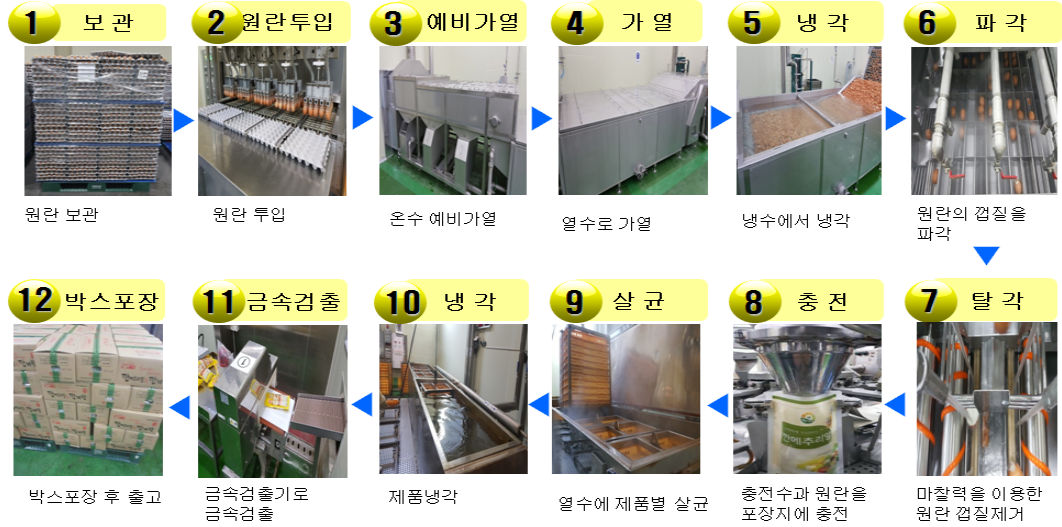 1 보관
2 원란투입
3 예비가열
4 가열
5 냉각
6 파각
원란 보관
원란 투입
온수 예비가열
열수로 가열
냉수에서 냉각
원란의 껍질을
파각
12 박스포장
11 금속검출
10 냉각
9 살균
8 충전
7 탈각
박스포장 후 출고
금속검출기로
금속검출
제품냉각
열수에 제품별 살균
충전수과 원란을
포장지에 충전
마찰력을 이용한
원란 껍질제거